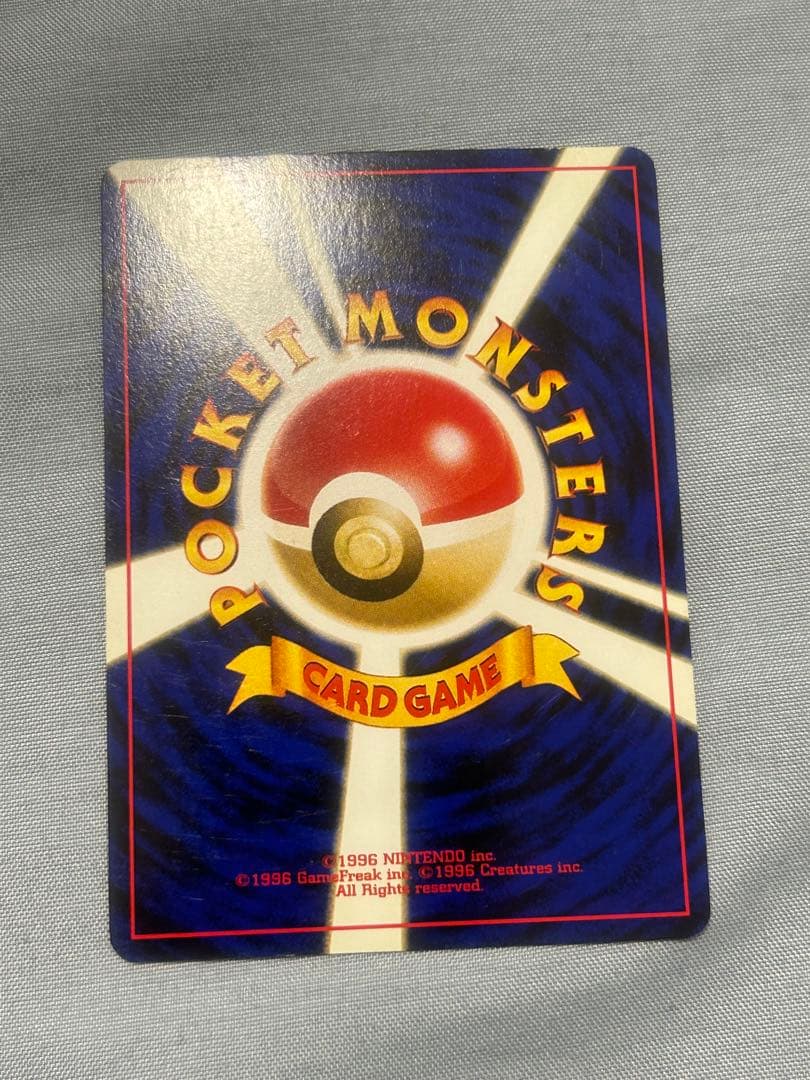 POCKET MONSTERS
CARD GAME
©1996 NINTENDO inc.
©1996 GameFreak inc. ©1996 Creatures inc.
All Rights reserved.